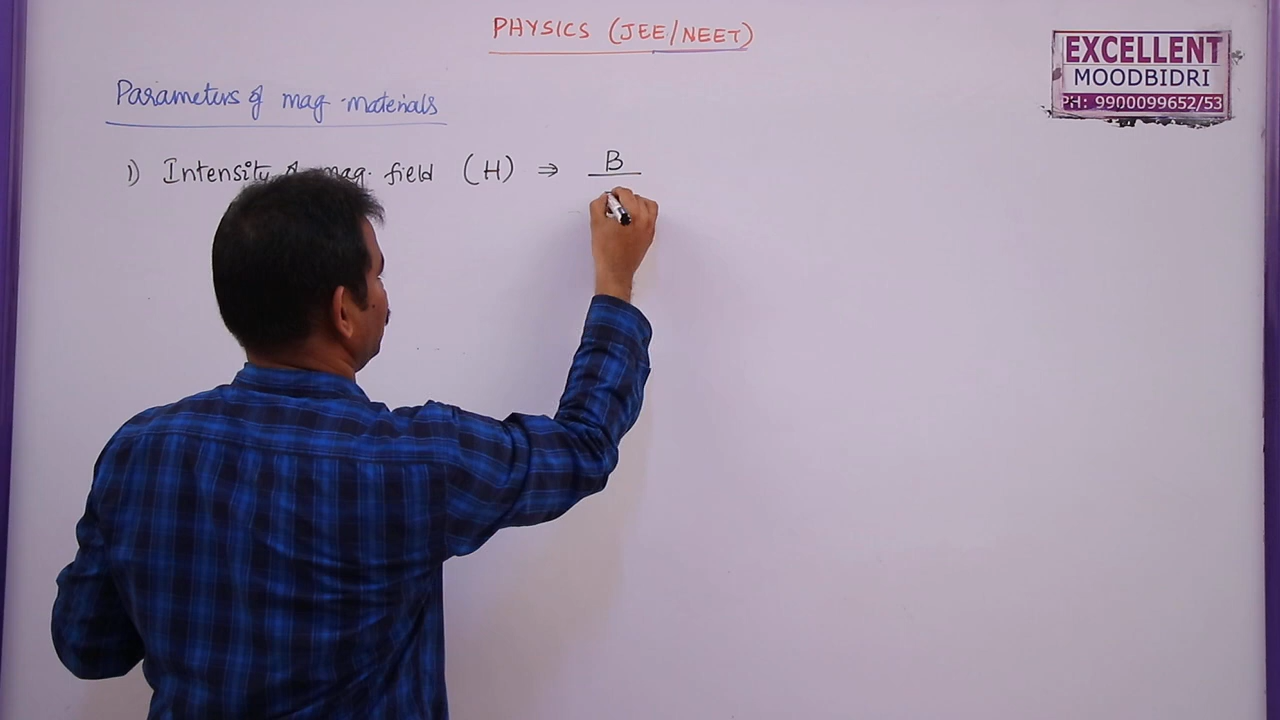 PHYSICS (JEE/NEET)
EXCELLENT
MOODBIDRI
PH: 9900099652/53
Parameters of mag. materials
1) Intensity of mag. field (H) ⇒ B